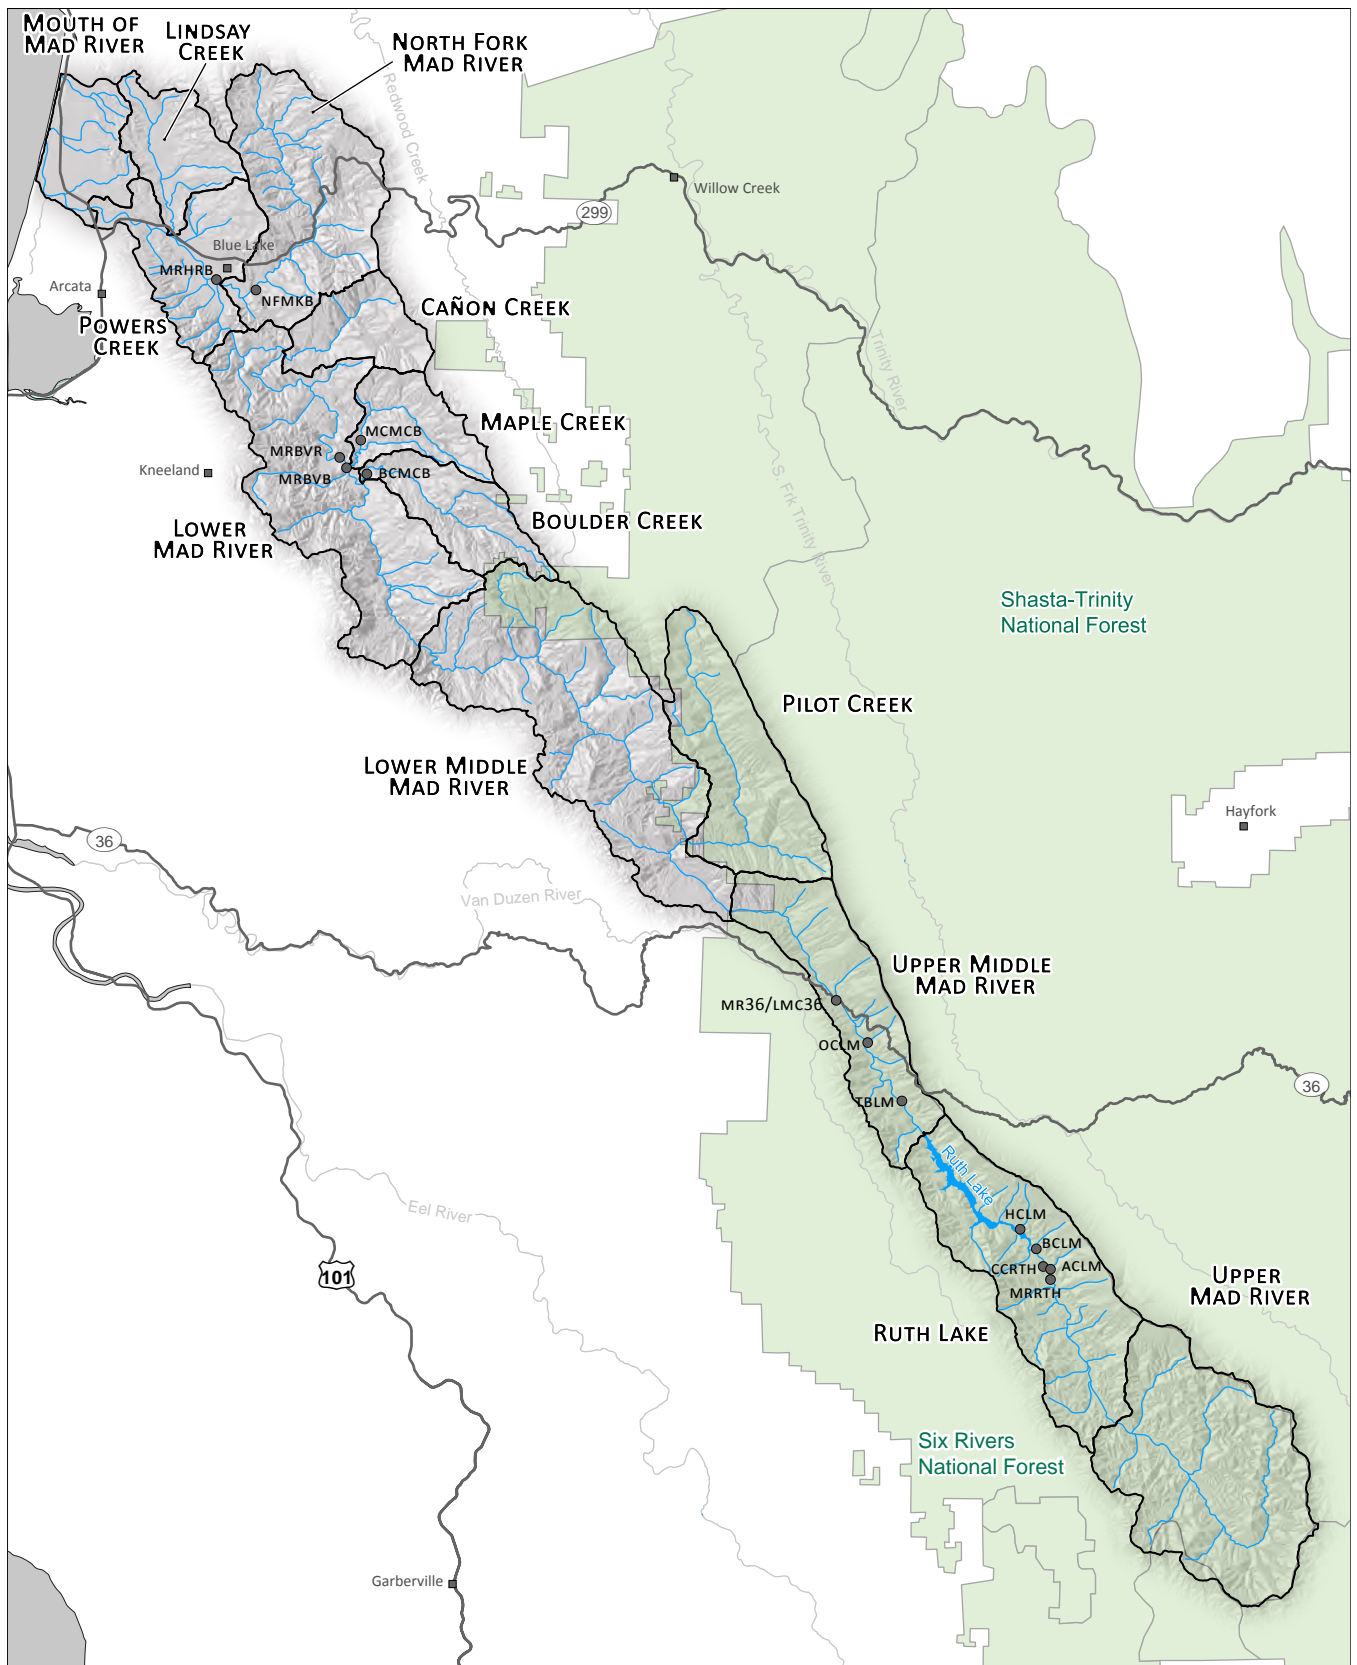 MOUTH OF
MAD RIVER
LINDSAY
CREEK
NORTH FORK
MAD RIVER
Redwood Creek
Willow Creek
299
Blue Lake
MRHRB
NFMKB
Arcata
POWERS
CREEK
CAÑON CREEK
Trinity River
MAPLE CREEK
MCMCB
MRBVR
MRBVB
BCMCB
Kneeland
S. Frk Trinity River
BOULDER CREEK
LOWER
MAD RIVER
Shasta-Trinity
National Forest
PILOT CREEK
LOWER MIDDLE
MAD RIVER
Hayfork
36
Van Duzen River
UPPER MIDDLE
MAD RIVER
MR36/LMC36
OCLM
TBLM
36
Ruth Lake
Eel River
HCLM
BCLM
CCRTH
ACLM
MRRTH
101
UPPER
MAD RIVER
RUTH LAKE
Six Rivers
National Forest
Garberville